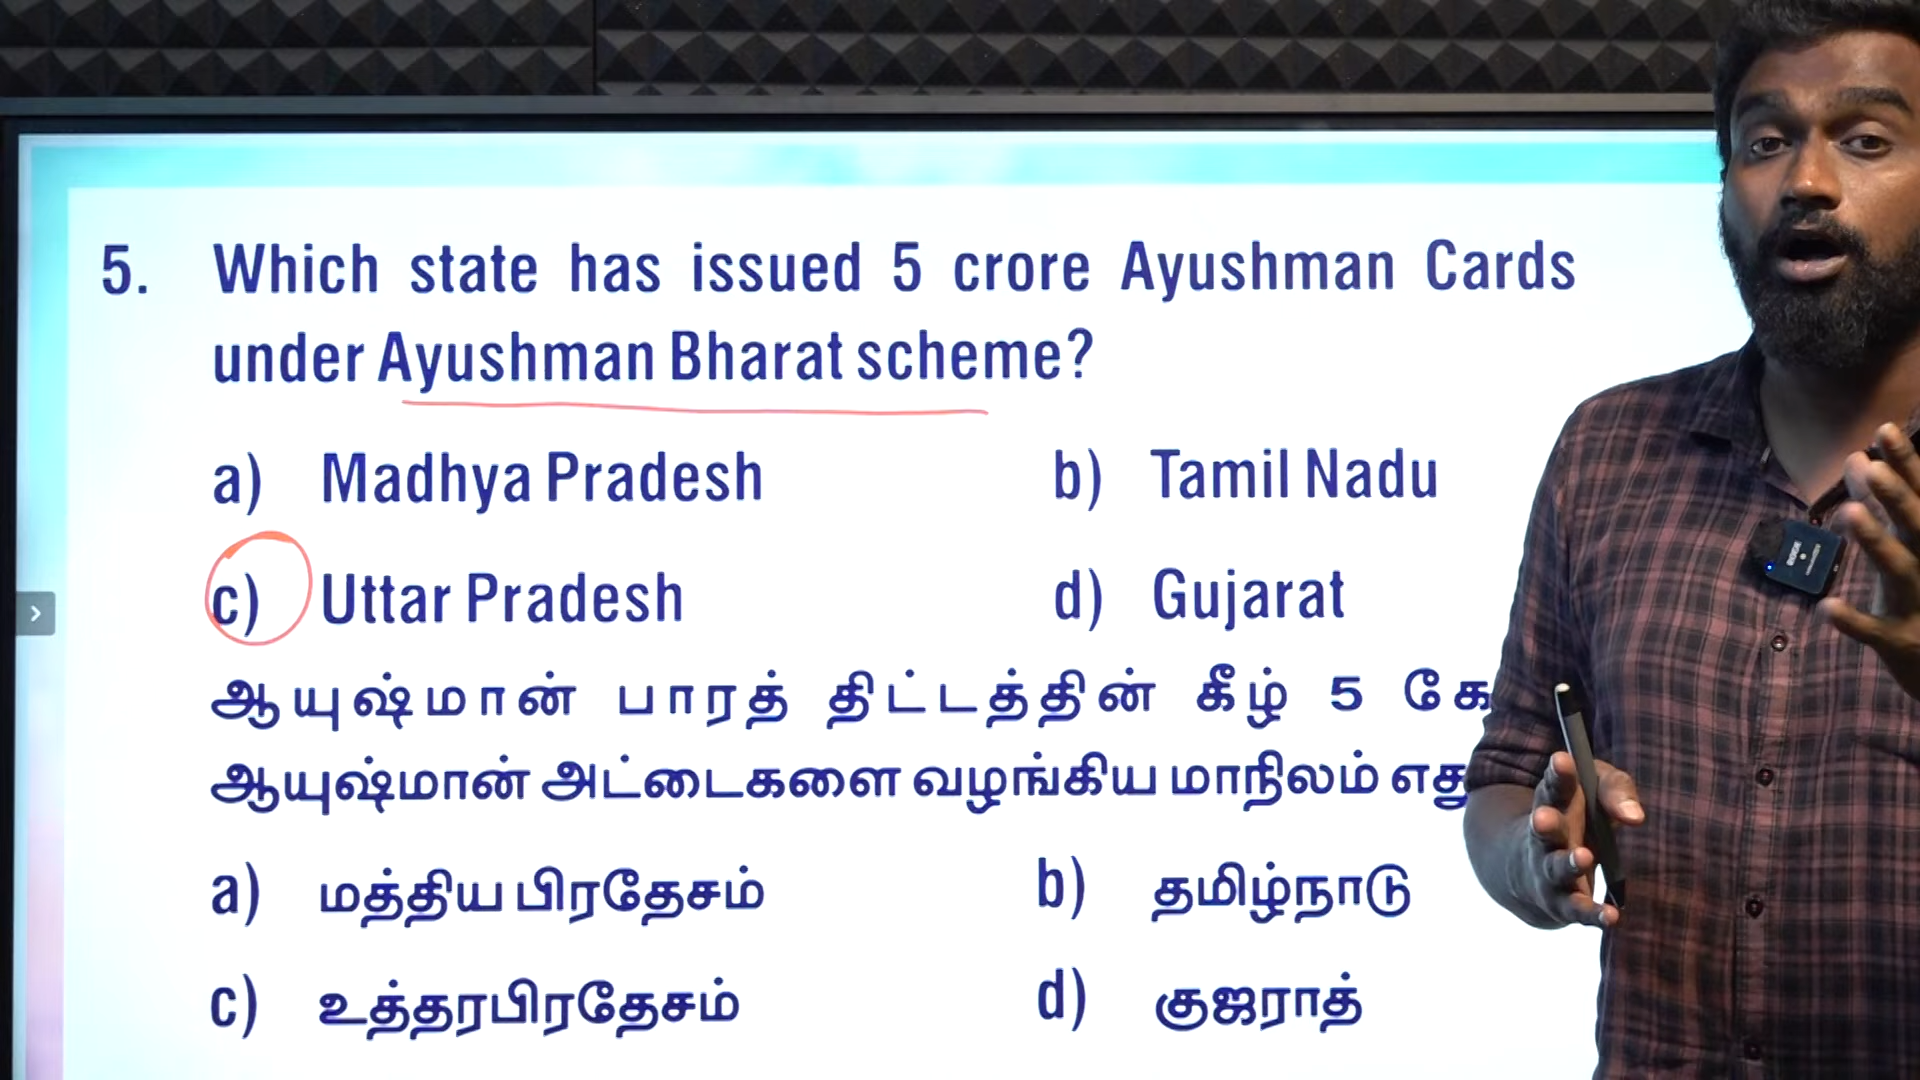 5. Which state has issued 5 crore Ayushman Cards
under Ayushman Bharat scheme?
a) Madhya Pradesh b) Tamil Nadu
c) Uttar Pradesh d) Gujarat
ஆயுஷ்மான் பாரத் திட்டத்தின் கீழ் 5
ஆயுஷ்மான் அட்டைகளை வழங்கிய மாநிலம் எது
a) மத்திய பிரதேசம் b) தமிழ்நாடு
c) உத்தரபிரதேசம் d) குஜராத்